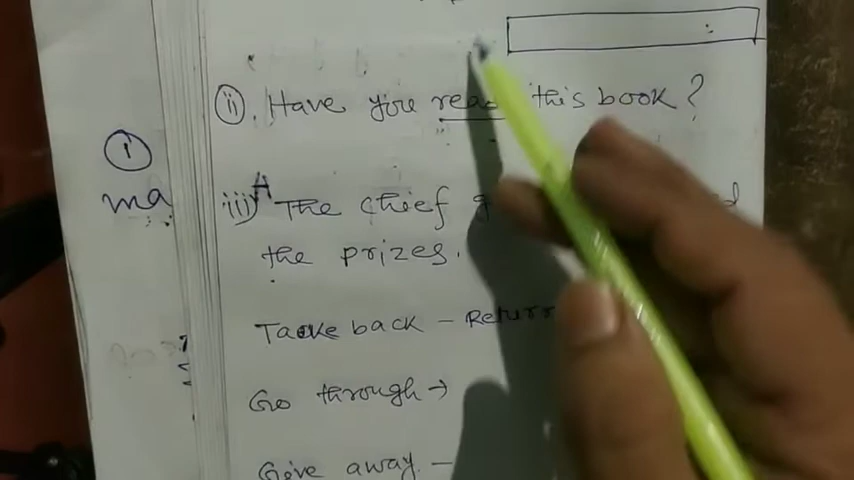 (ii). Have you read this book?
(i)
ma
iii) The chief
the prizes.
Take back - Return
Go through →
Give away -